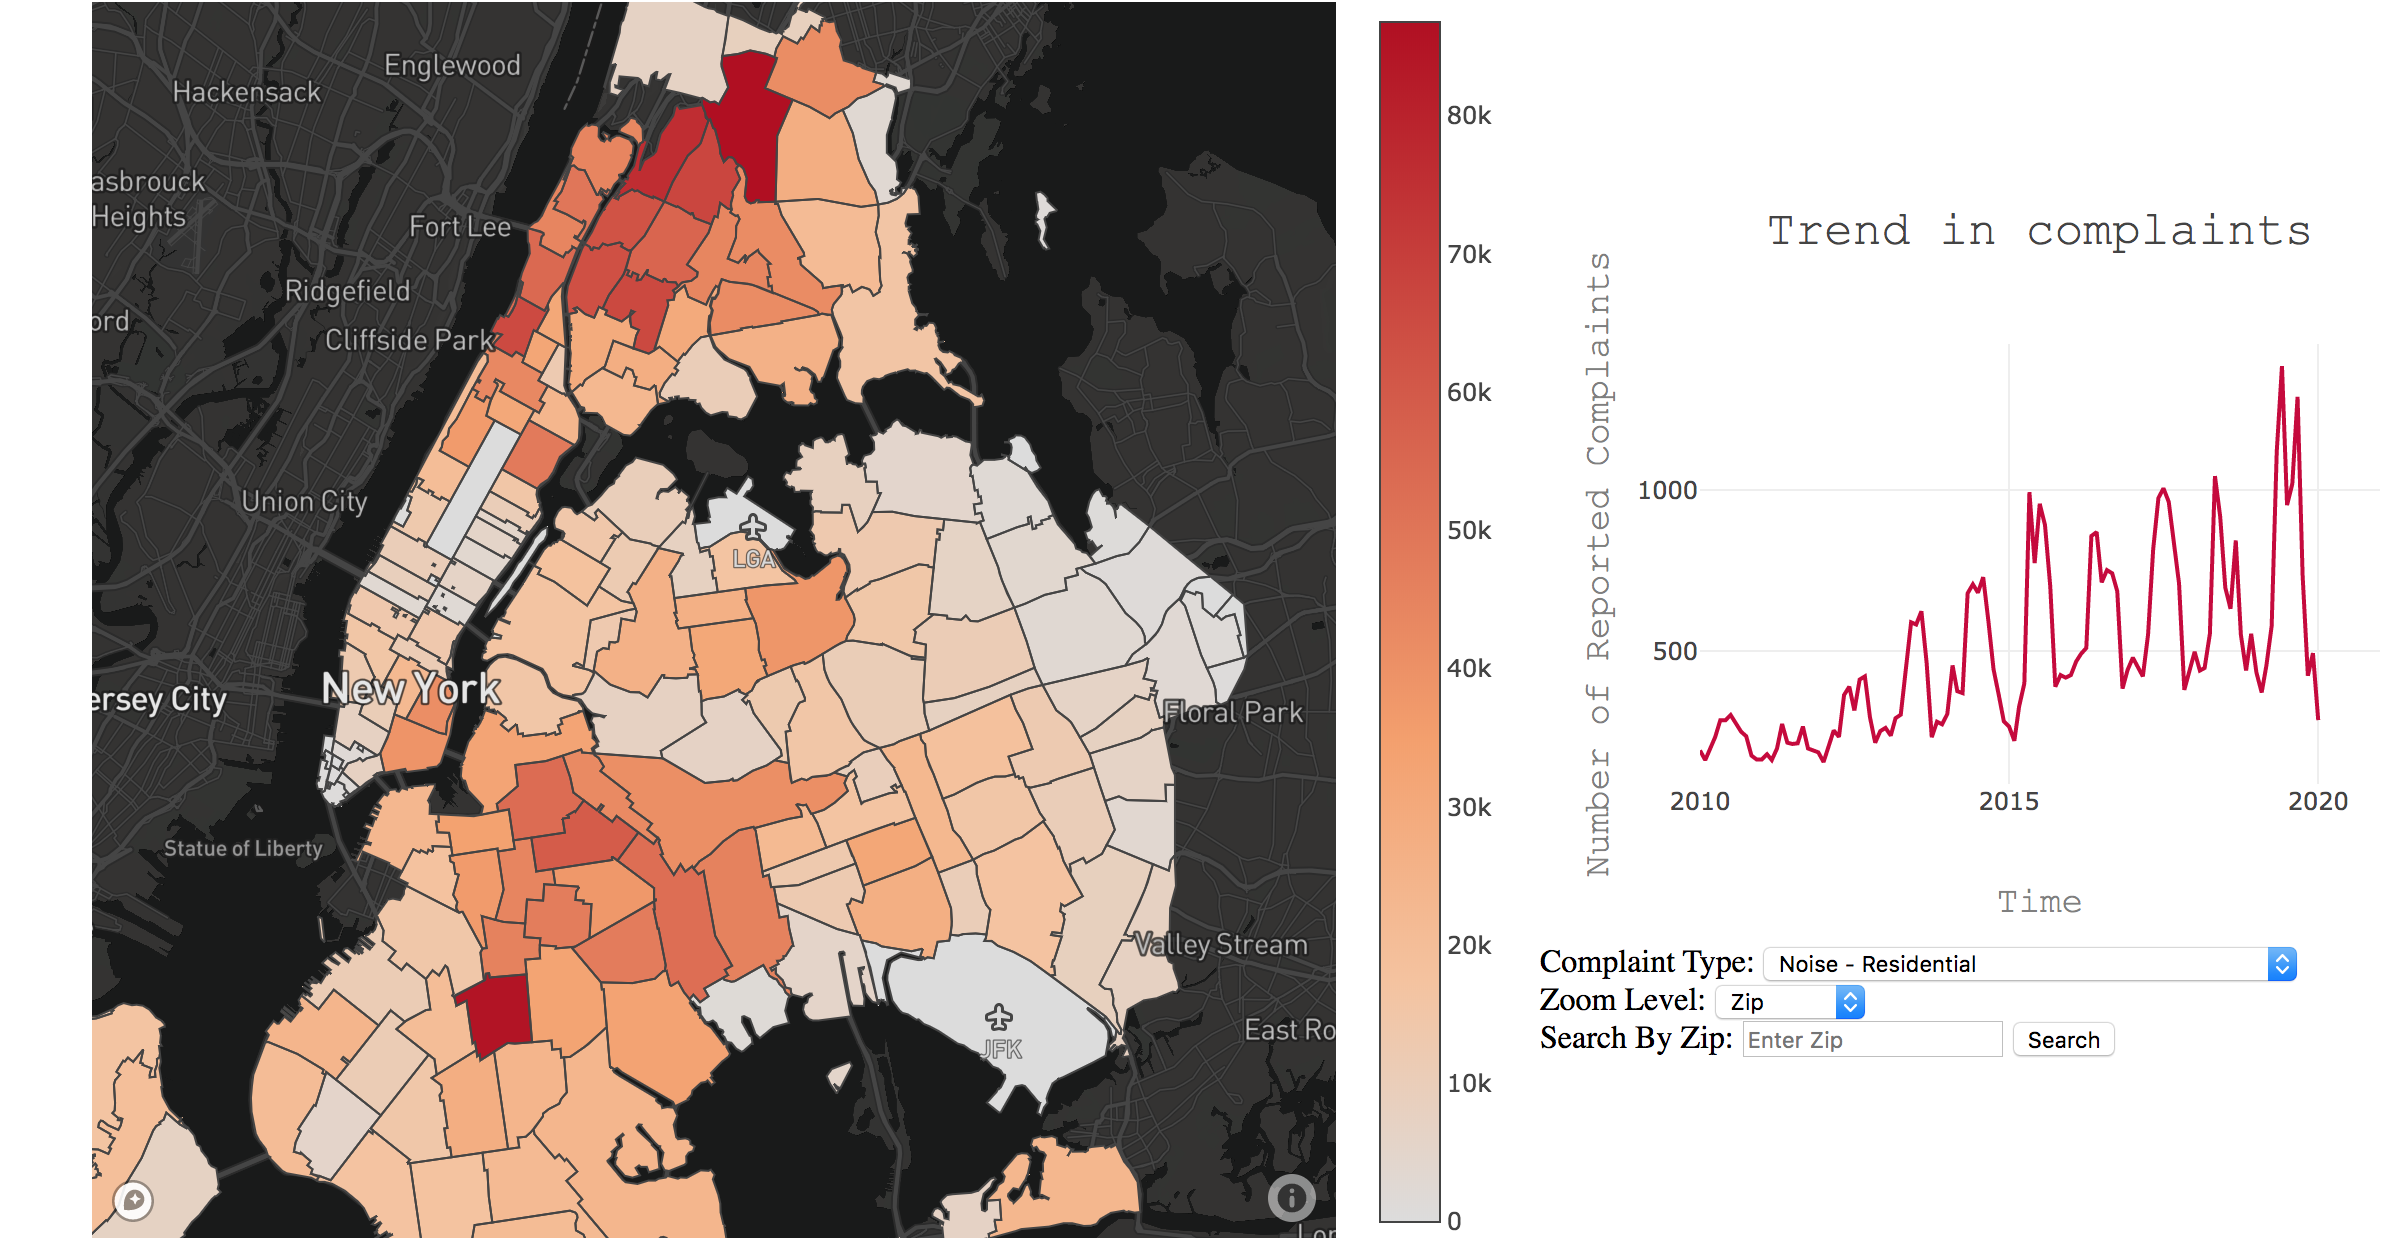 Englewood
Hackensack
asbrouck
Heights
Fort Lee
Ridgefield
ord
Cliffside Park
Union City
LGA
New York
ersey City
Floral Park
Statue of Liberty
Valley Stream
East Ro
JFK
Lon
80k
70k
60k
50k
40k
30k
20k
10k
0
Trend in complaints
Number of Reported Complaints
1000
500
2010
2015
2020
Time
Complaint Type: Noise - Residential
Zoom Level: Zip
Search By Zip: Enter Zip Search